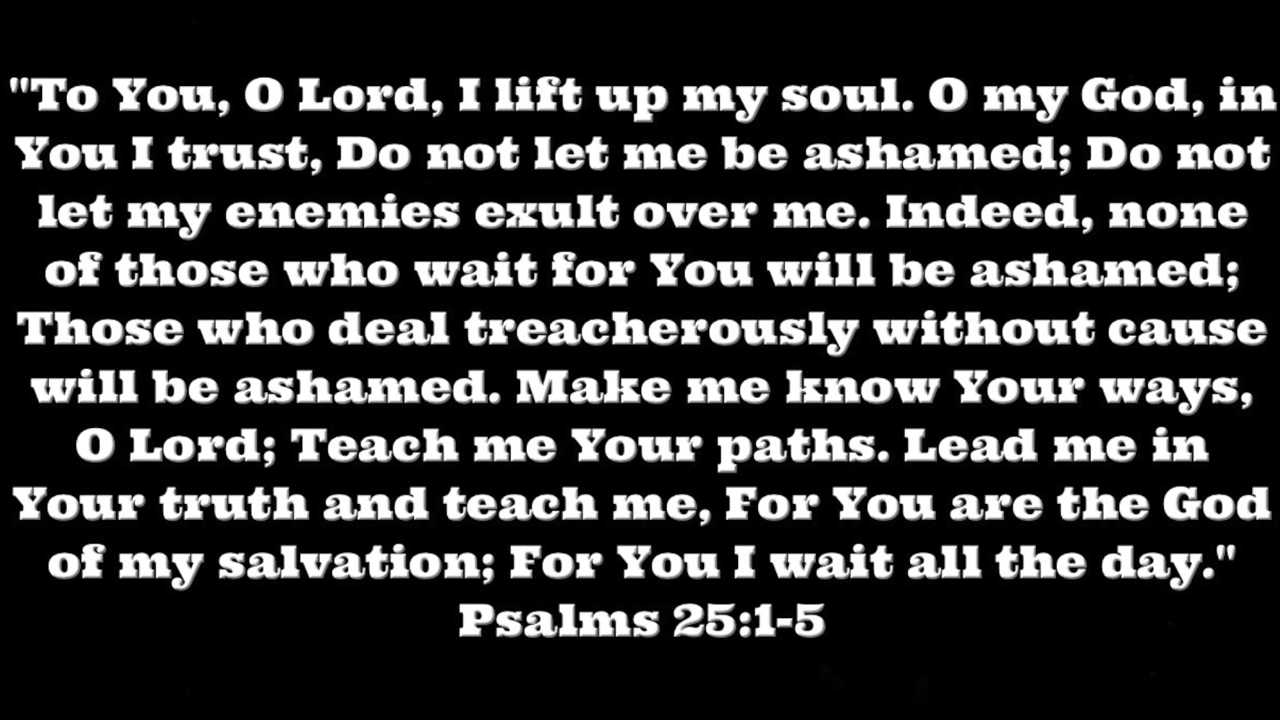 "To You, O Lord, I lift up my soul. O my God, in
You I trust, Do not let me be ashamed; Do not
let my enemies exult over me. Indeed, none
of those who wait for You will be ashamed;
Those who deal treacherously without cause
will be ashamed. Make me know Your ways,
O Lord; Teach me Your paths. Lead me in
Your truth and teach me, For You are the God
of my salvation; For You I wait all the day."
Psalms 25:1-5